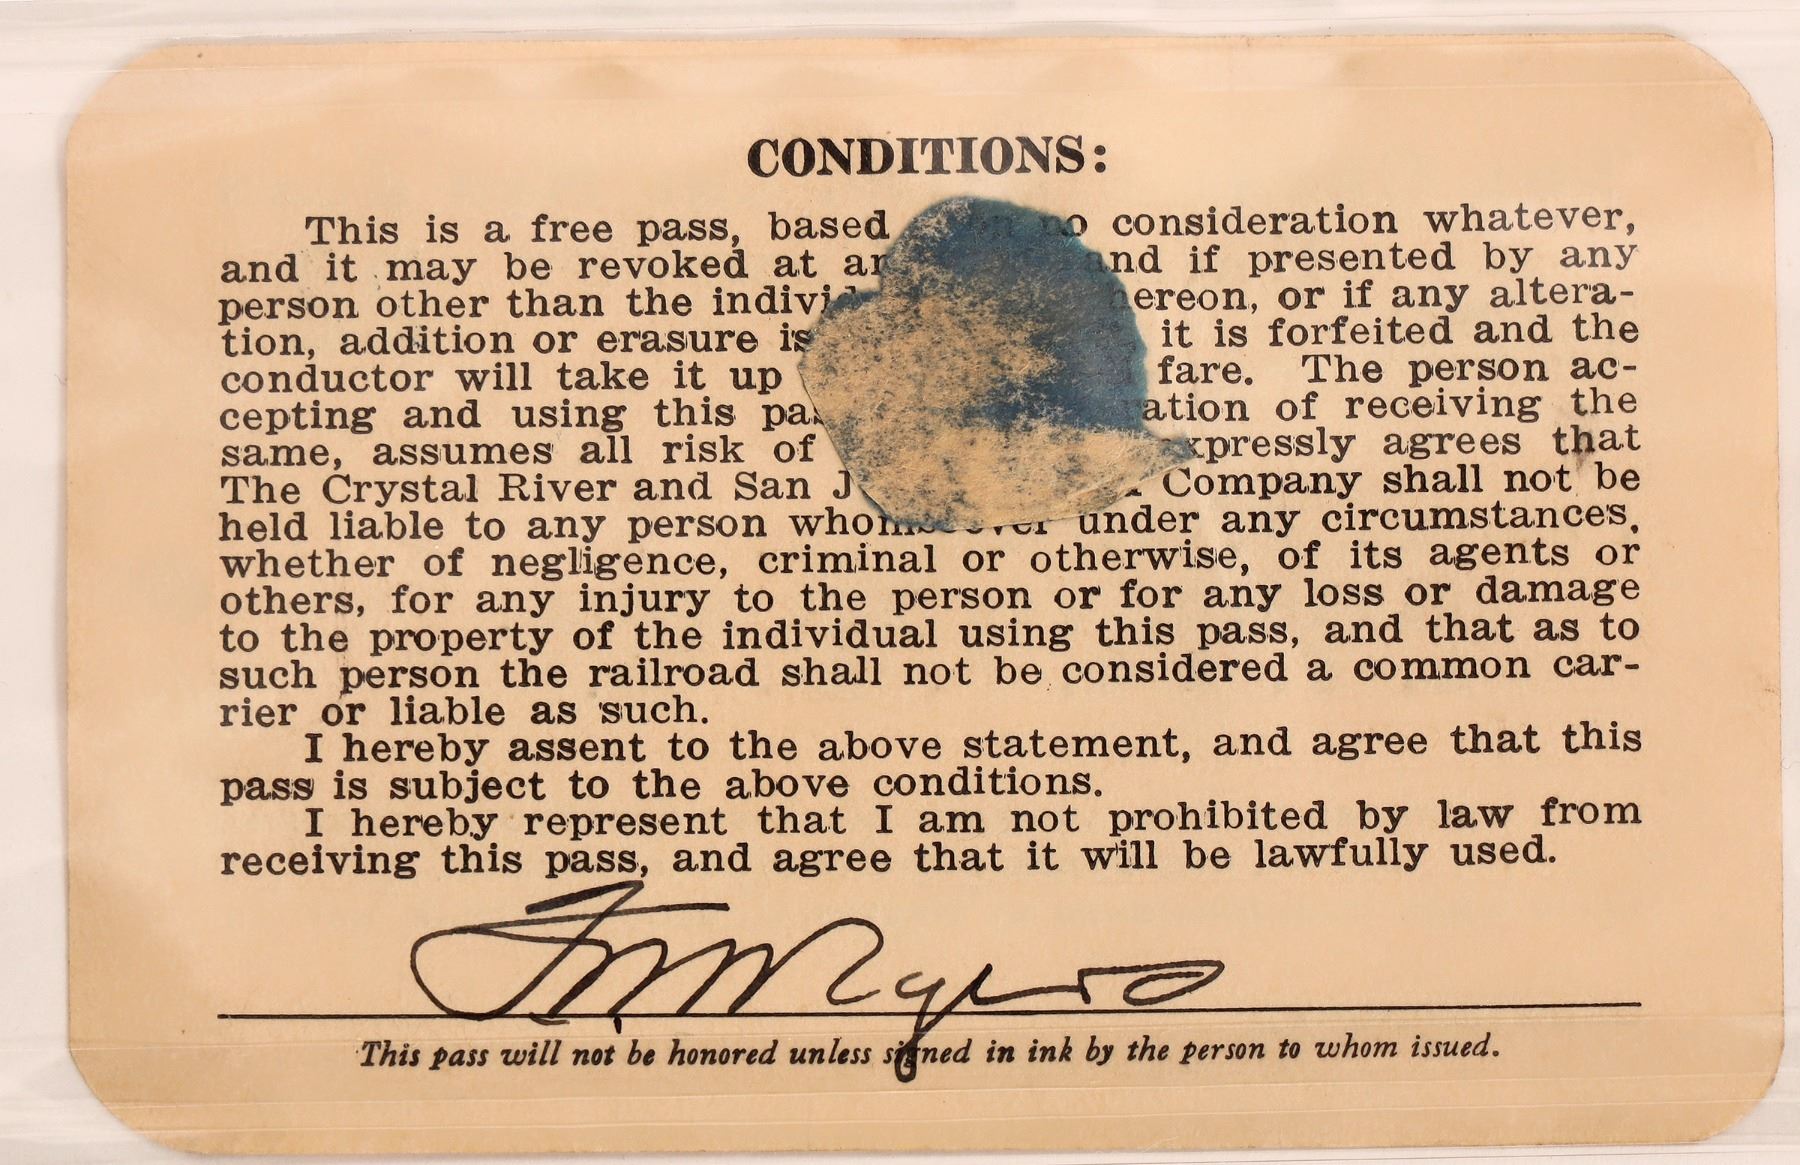 CONDITIONS:
This is a free pass, based no consideration whatever,
and it may be revoked at and if presented by any
person other than the hereon, or if any altera-
tion, addition or erasure is it is forfeited and the
conductor will take it up fare. The person ac-
cepting and using this of receiving the
same, assumes all risk of expressly agrees that
The Crystal River and San Company shall not be
held liable to any person whomsoever under any circumstances,
whether of negligence, criminal or otherwise, of its agents or
others, for any injury to the person or for any loss or damage
to the property of the individual using this pass, and that as to
such person the railroad shall not be considered a common car-
rier or liable as such.
I hereby assent to the above statement, and agree that this
pass is subject to the above conditions.
I hereby represent that I am not prohibited by law from
receiving this pass, and agree that it will be lawfully used.
This pass will not be honored unless signed in ink by the person to whom issued.